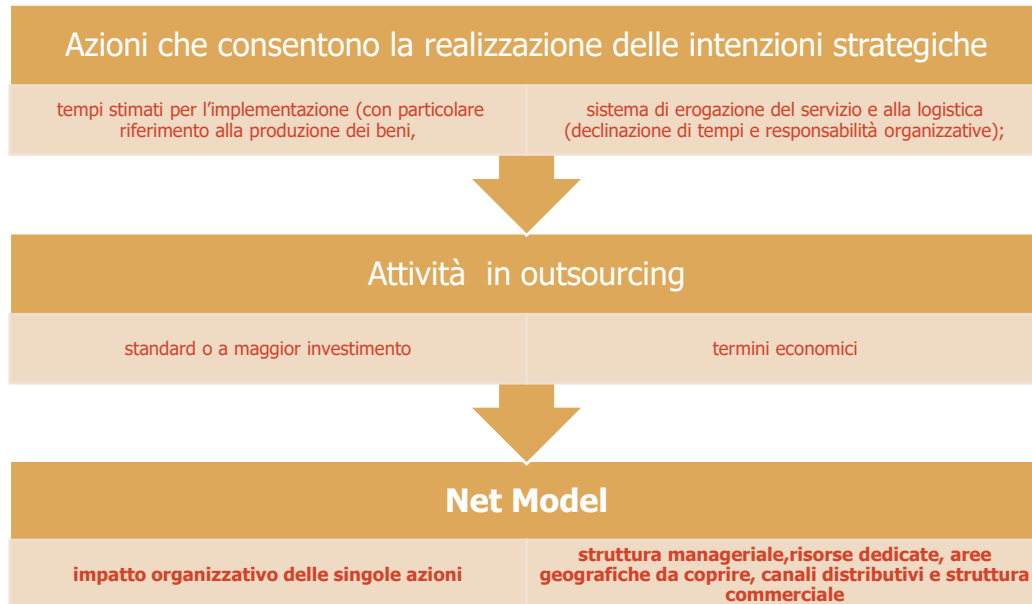 Azioni che consentono la realizzazione delle intenzioni strategiche
tempi stimati per l'implementazione (con particolare
riferimento alla produzione dei beni,
sistema di erogazione del servizio e alla logistica
(declinazione di tempi e responsabilità organizzative);
Attività  in outsourcing
standard o a maggior investimento
termini economici
Net Model
impatto organizzativo delle singole azioni
struttura manageriale,risorse dedicate, aree
geografiche da coprire, canali distributivi e struttura
commerciale